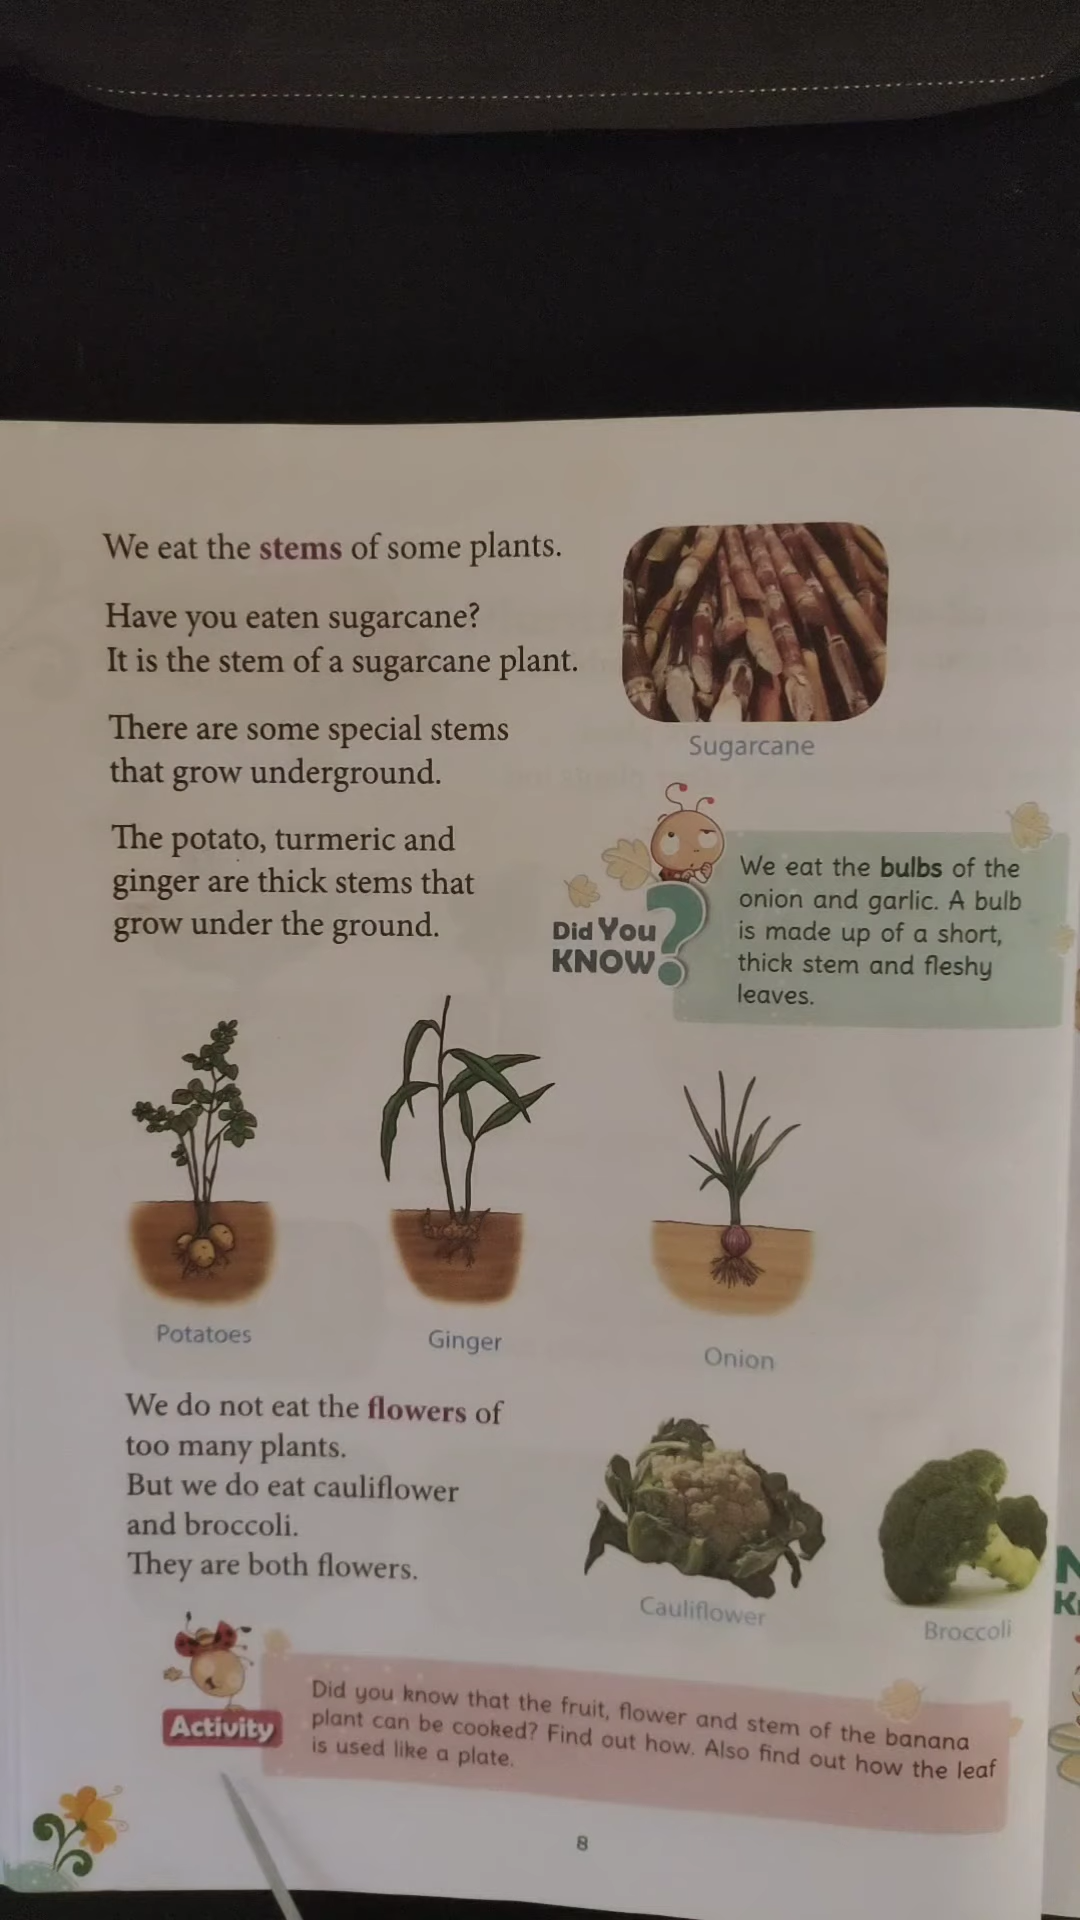 We eat the stems of some plants.
Have you eaten sugarcane?
It is the stem of a sugarcane plant.
Sugarcane
There are some special stems
that grow underground.
The potato, turmeric and
ginger are thick stems that
grow under the ground.
Did You
KNOW?
We eat the bulbs of the
onion and garlic. A bulb
is made up of a short,
thick stem and fleshy
leaves.
Potatoes
Ginger
Onion
We do not eat the flowers of
too many plants.
But we do eat cauliflower
and broccoli.
They are both flowers.
Cauliflower
Broccoli
Activity
Did you know that the fruit, flower and stem of the banana
plant can be cooked? Find out how. Also find out how the leaf
is used like a plate.
8